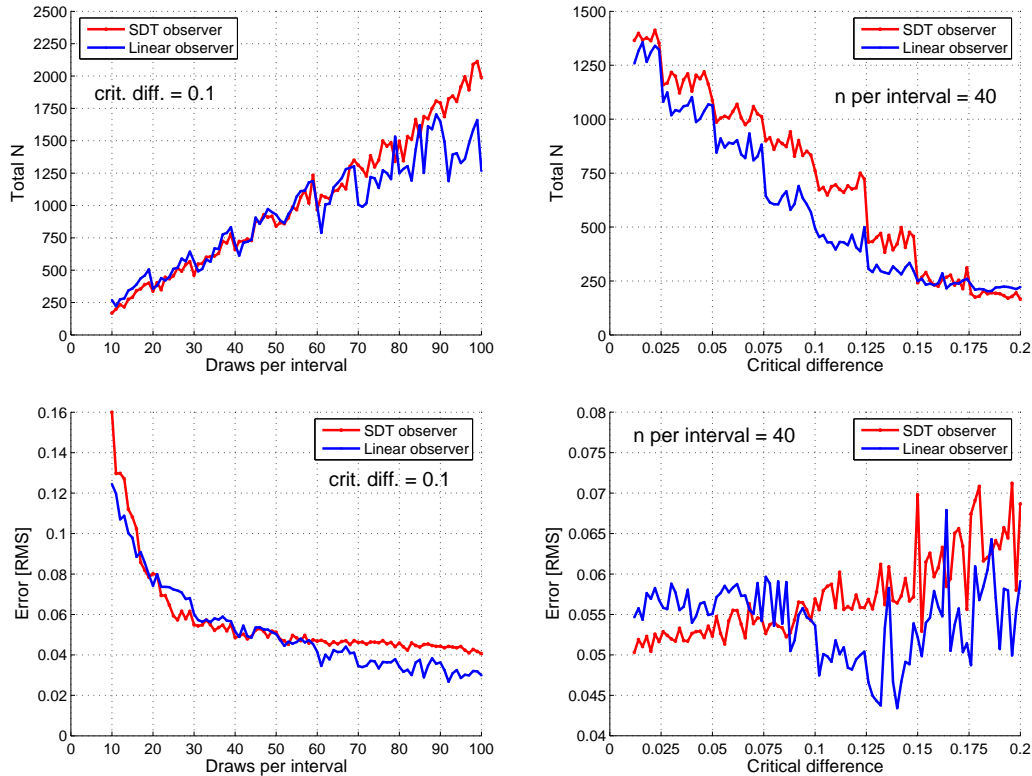 2500
2250
2000
1750
1500
1250
1000
750
500
250
0
Total N
SDT observer
Linear observer
crit. diff. = 0.1
0 10 20 30 40 50 60 70 80 90 100
Draws per interval
1500
1250
1000
750
500
250
0
Total N
SDT observer
Linear observer
n per interval = 40
0 0.025 0.05 0.075 0.1 0.125 0.15 0.175 0.2
Critical difference
0.16
0.14
0.12
0.1
0.08
0.06
0.04
0.02
0
Error [RMS]
SDT observer
Linear observer
crit. diff. = 0.1
0 10 20 30 40 50 60 70 80 90 100
Draws per interval
0.08
0.075
0.07
0.065
0.06
0.055
0.05
0.045
0.04
Error [RMS]
n per interval = 40
SDT observer
Linear observer
0 0.025 0.05 0.075 0.1 0.125 0.15 0.175 0.2
Critical difference